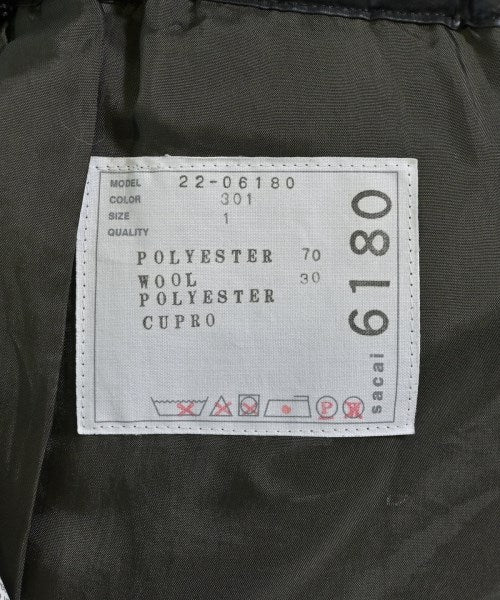 MODEL 22-06180
COLOR 301
SIZE 1
QUALITY
POLYESTER 70
WOOL 30
POLYESTER
CUPRO
P W
sacai 6180